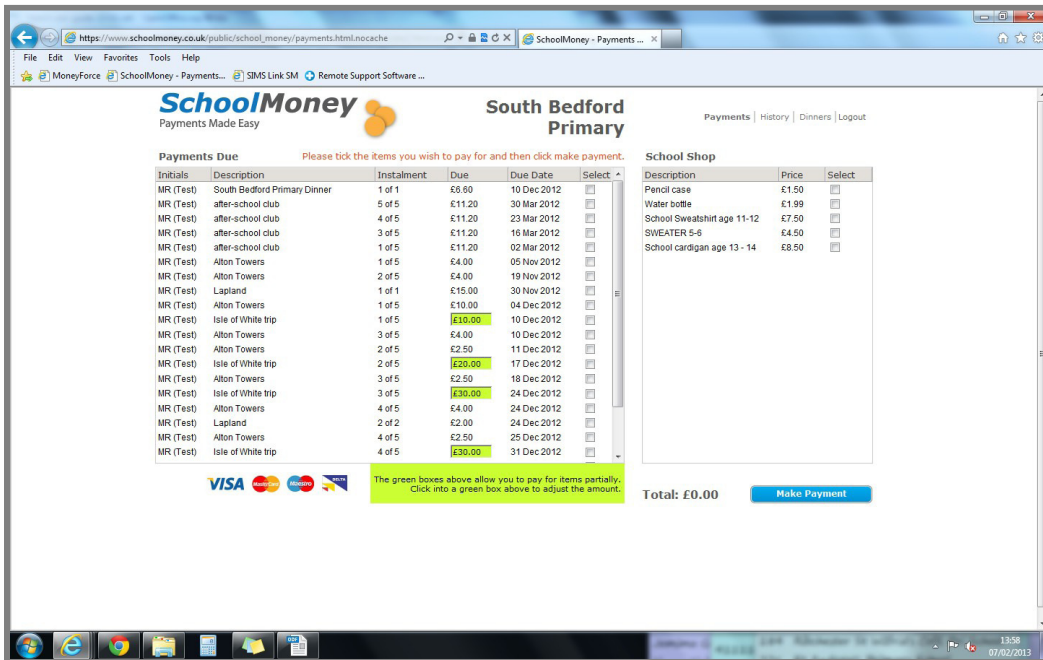 https://www.schoolmoney.co.uk/public/school_money/payments.html.nocache
SchoolMoney - Payments ...
File Edit View Favorites Tools Help
MoneyForce SchoolMoney - Payments... SIMS Link SM Remote Support Software ...
SchoolMoney
Payments Made Easy
South Bedford
Primary
Payments | History | Dinners | Logout
Payments Due Please tick the items you wish to pay for and then click make payment.
Initials Description Instalment Due Due Date Select
MR (Test) South Bedford Primary Dinner 1 of 1 £6.60 10 Dec 2012
MR (Test) after-school club 5 of 5 £11.20 30 Mar 2012
MR (Test) after-school club 4 of 5 £11.20 23 Mar 2012
MR (Test) after-school club 3 of 5 £11.20 16 Mar 2012
MR (Test) after-school club 1 of 5 £11.20 02 Mar 2012
MR (Test) Alton Towers 1 of 5 £4.00 05 Nov 2012
MR (Test) Alton Towers 2 of 5 £4.00 19 Nov 2012
MR (Test) Lapland 1 of 1 £15.00 30 Nov 2012
MR (Test) Alton Towers 1 of 5 £10.00 04 Dec 2012
MR (Test) Isle of White trip 1 of 5 £10.00 10 Dec 2012
MR (Test) Alton Towers 3 of 5 £4.00 10 Dec 2012
MR (Test) Alton Towers 2 of 5 £2.50 11 Dec 2012
MR (Test) Isle of White trip 2 of 5 £20.00 17 Dec 2012
MR (Test) Alton Towers 3 of 5 £2.50 18 Dec 2012
MR (Test) Isle of White trip 3 of 5 £30.00 24 Dec 2012
MR (Test) Alton Towers 4 of 5 £4.00 24 Dec 2012
MR (Test) Lapland 2 of 2 £2.00 24 Dec 2012
MR (Test) Alton Towers 4 of 5 £2.50 25 Dec 2012
MR (Test) Isle of White trip 4 of 5 £30.00 31 Dec 2012
School Shop
Description Price Select
Pencil case £1.50
Water bottle £1.99
School Sweatshirt age 11-12 £7.50
SWEATER 5-6 £4.50
School cardigan age 13 - 14 £8.50
VISA MasterCard Maestro DELTA
The green boxes above allow you to pay for items partially.
Click into a green box above to adjust the amount.
Total: £0.00 Make Payment
13:58
07/02/2013